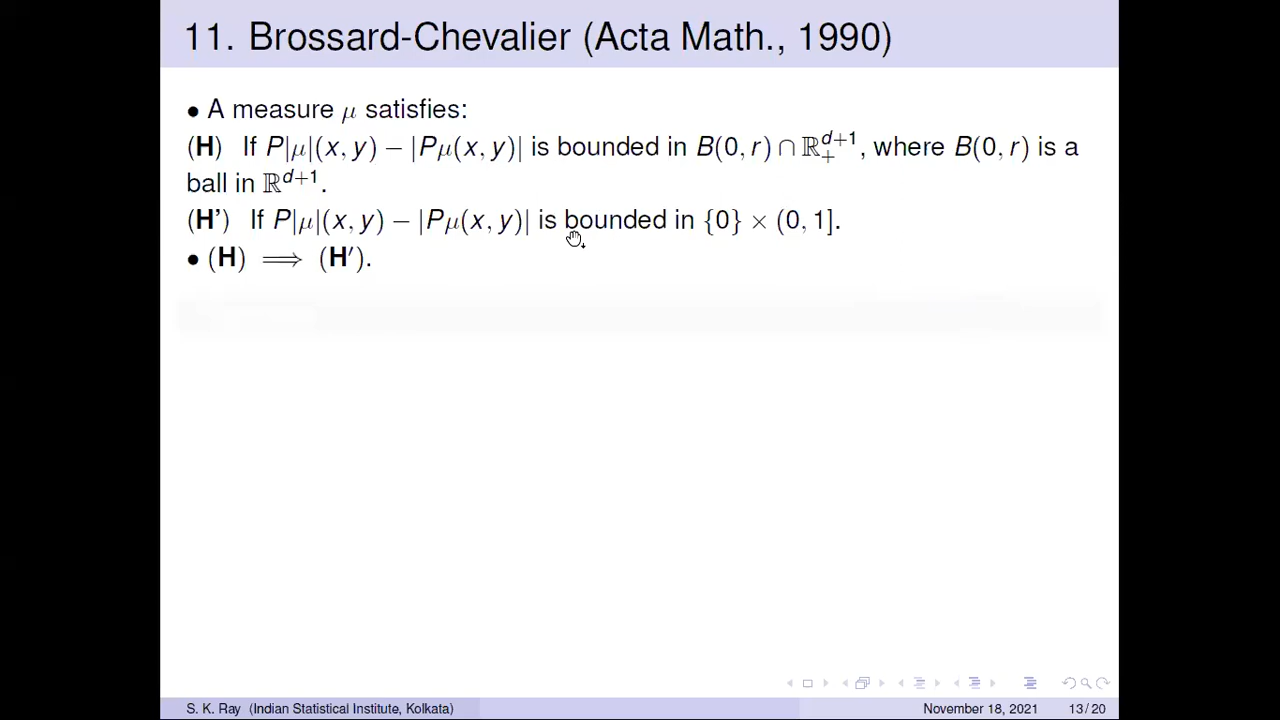 11. Brossard-Chevalier (Acta Math., 1990)
• A measure μ satisfies:
(H) If P|μ|(x, y) − |Pμ(x, y)| is bounded in B(0, r) ∩ ℝ₊ᵈ⁺¹, where B(0, r) is a
ball in ℝᵈ⁺¹.
(H') If P|μ|(x, y) − |Pμ(x, y)| is bounded in {0} × (0, 1].
• (H) ⟹ (H′).
S. K. Ray (Indian Statistical Institute, Kolkata) November 18, 2021 13 / 20